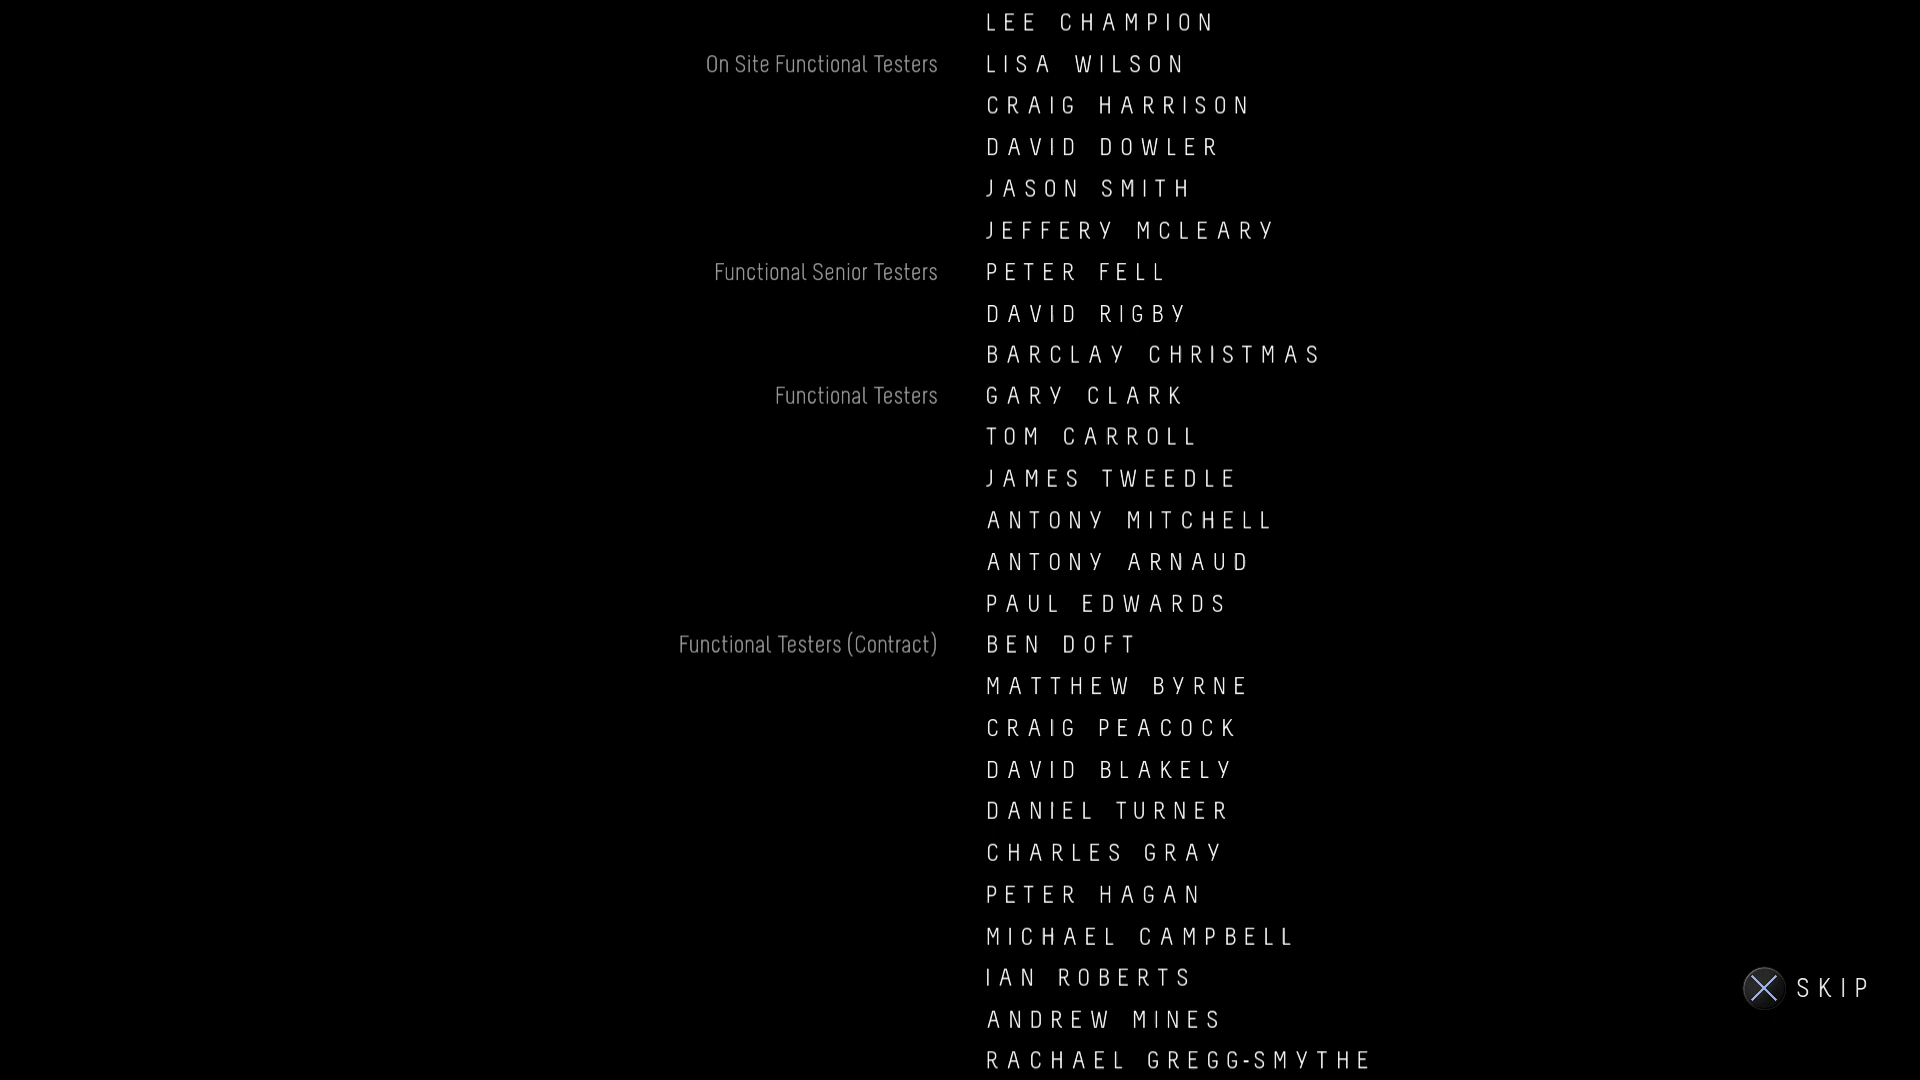 LEE CHAMPION
On Site Functional Testers LISA WILSON
CRAIG HARRISON
DAVID DOWLER
JASON SMITH
JEFFERY MCLEARY
Functional Senior Testers PETER FELL
DAVID RIGBY
BARCLAY CHRISTMAS
Functional Testers GARY CLARK
TOM CARROLL
JAMES TWEEDLE
ANTONY MITCHELL
ANTONY ARNAUD
PAUL EDWARDS
Functional Testers (Contract) BEN DOFT
MATTHEW BYRNE
CRAIG PEACOCK
DAVID BLAKELY
DANIEL TURNER
CHARLES GRAY
PETER HAGAN
MICHAEL CAMPBELL
IAN ROBERTS
SKIP
ANDREW MINES
RACHAEL GREGG-SMYTHE